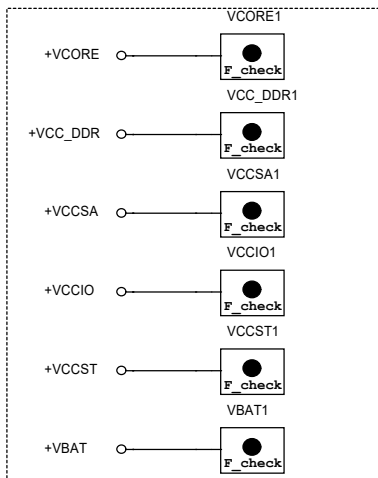 VCORE1
+VCORE
F_check
VCC_DDR1
+VCC_DDR
F_check
VCCSA1
+VCCSA
F_check
VCCIO1
+VCCIO
F_check
VCCST1
+VCCST
F_check
VBAT1
+VBAT
F_check